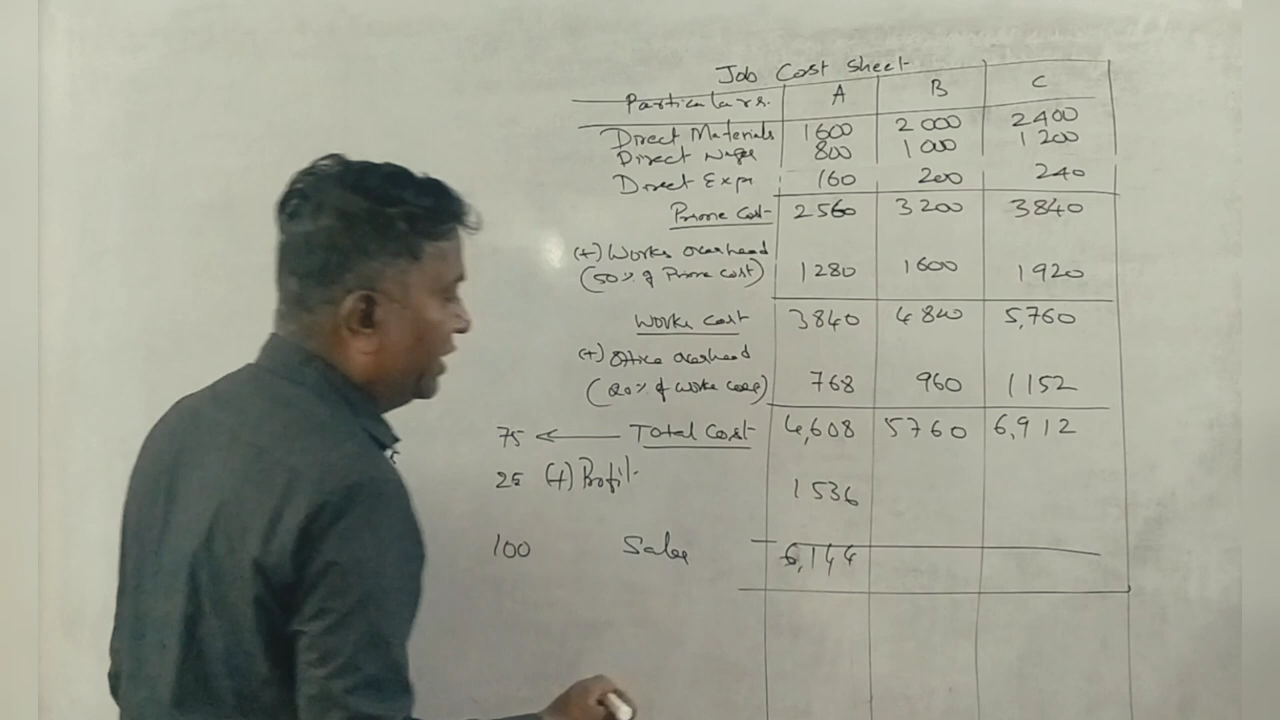 Job Cost Sheet
Particulars. A B C
Direct Materials 1600 2000 2400
Direct Wages 800 1000 1200
Direct Exp. 160 200 240
Prime Cost 2560 3200 3840
(+) Works overhead
(50% of Prime cost) 1280 1600 1920
Works cost 3840 4840 5,760
(+) Office overhead
(20% of works cost) 768 960 1152
75 ← Total Cost 4,608 5760 6,912
25 (+) Profit 1536
100 Sales 6,144